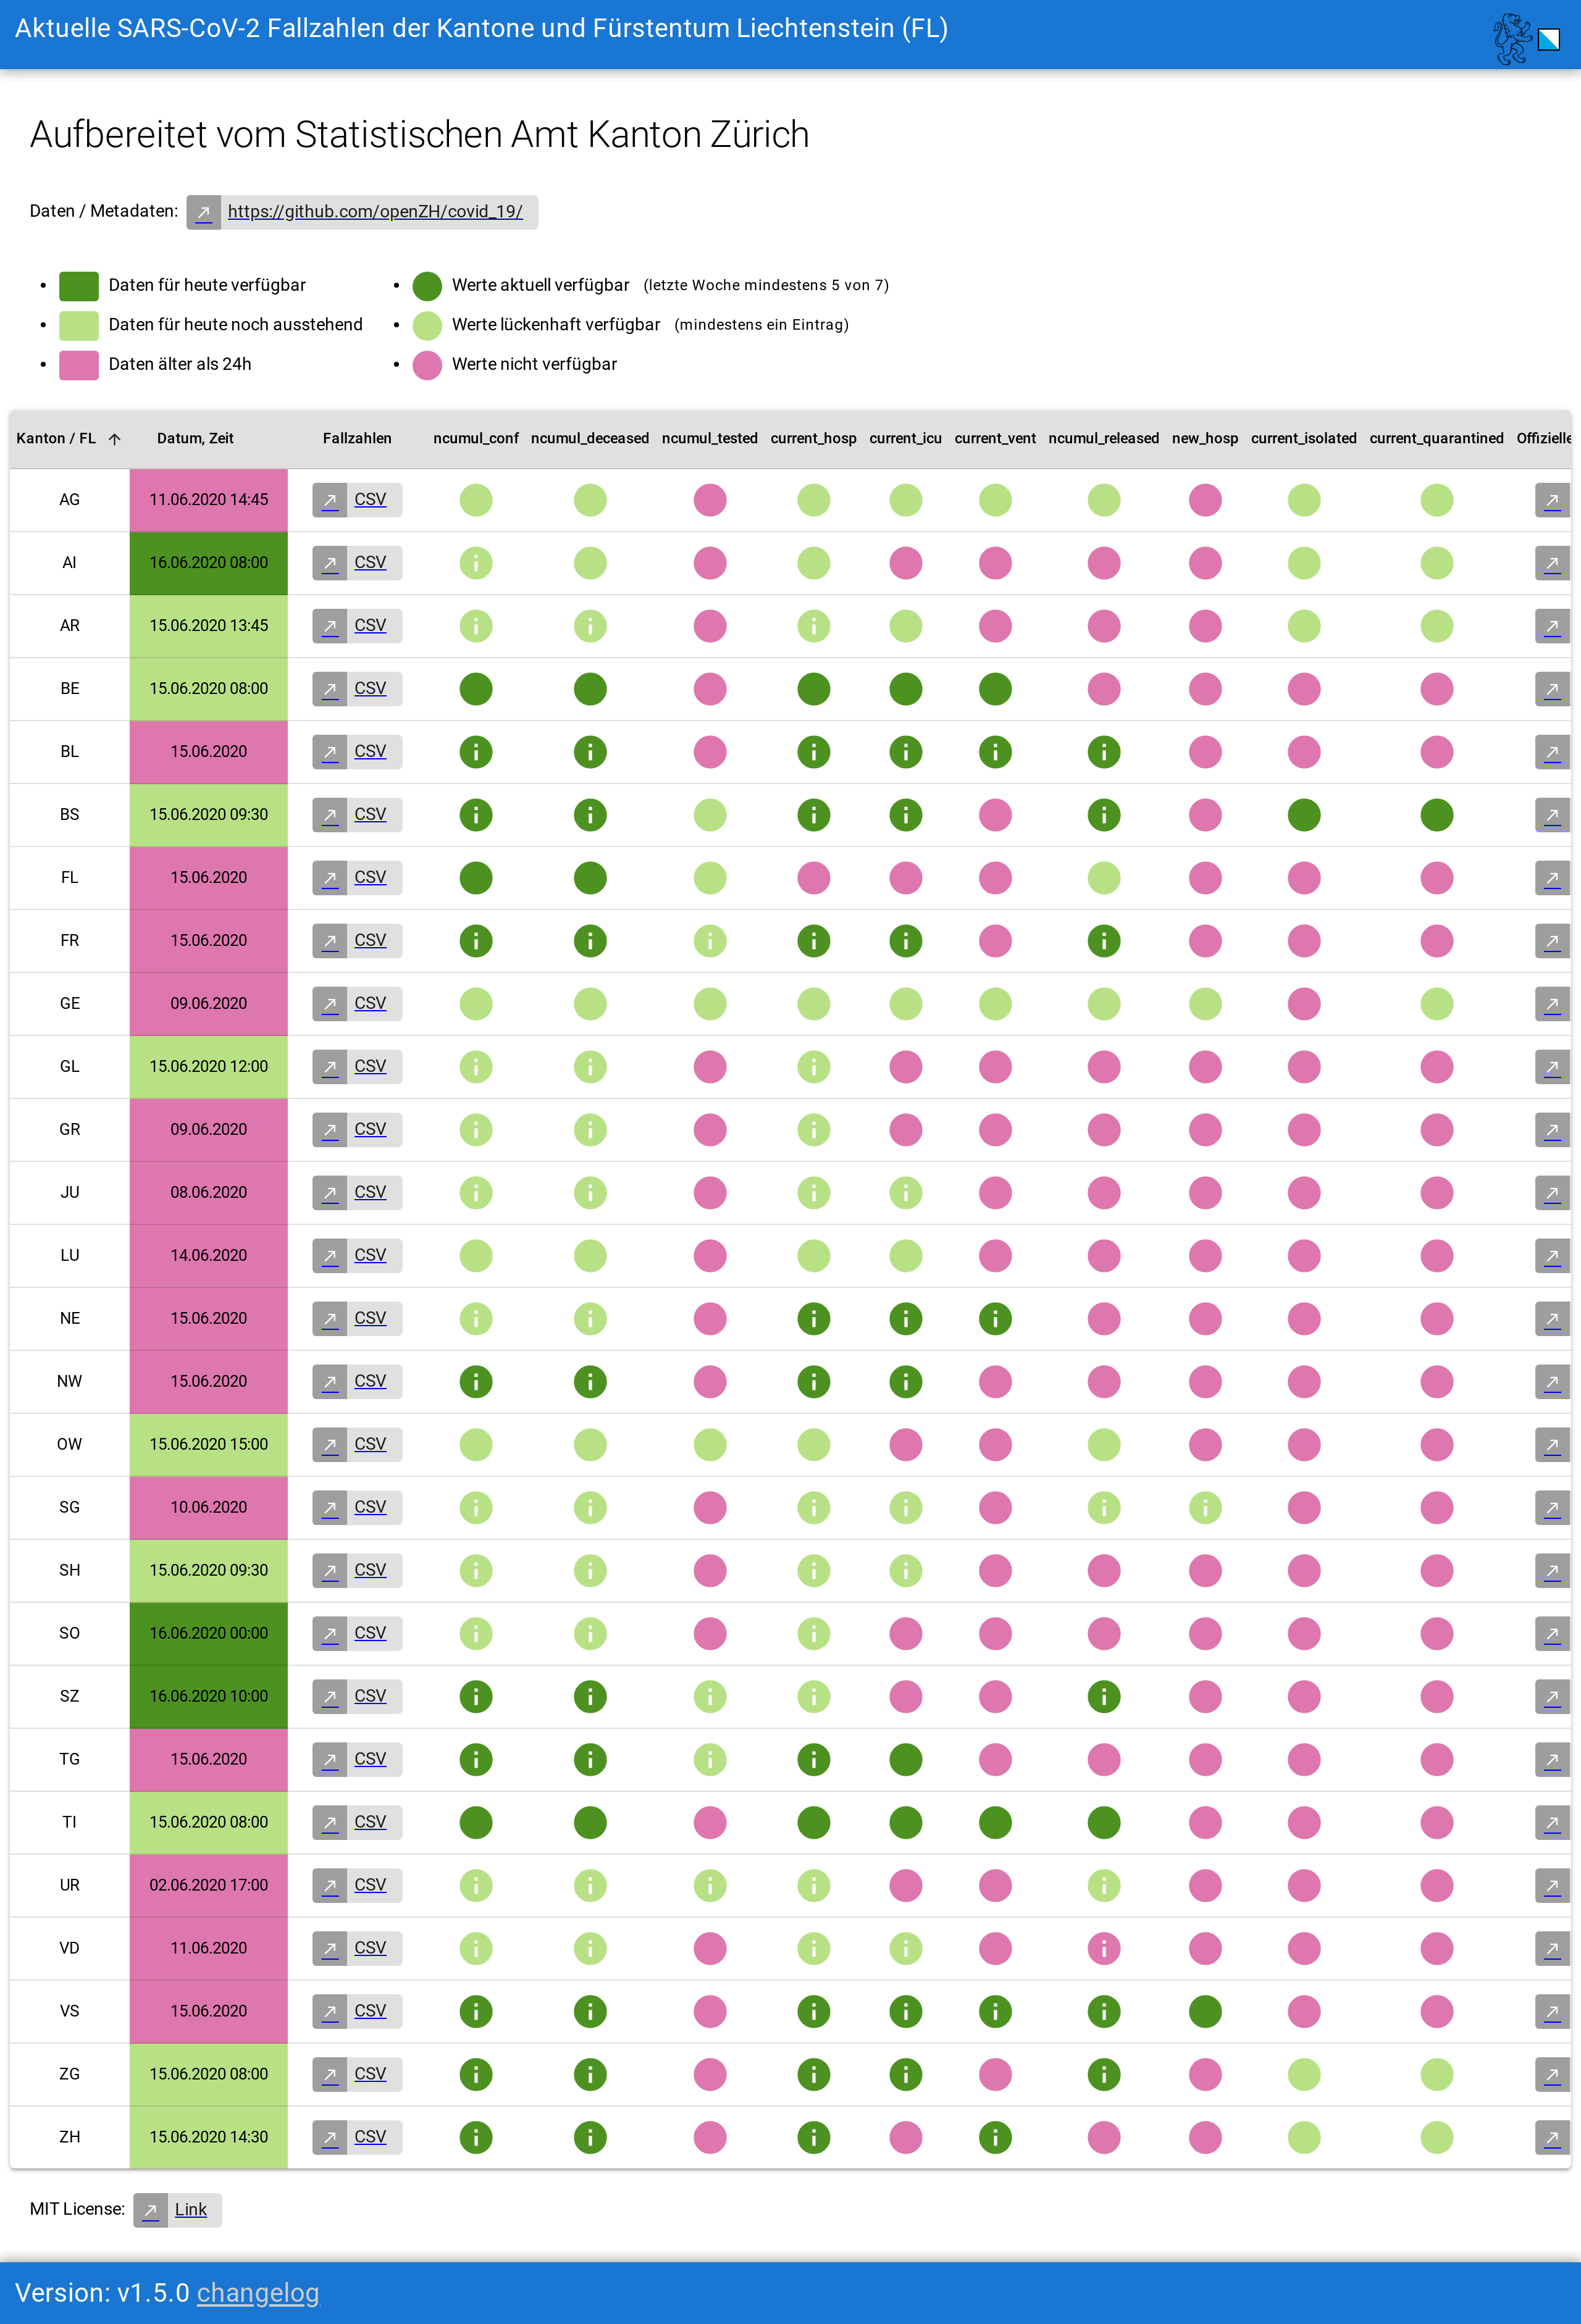 Aktuelle SARS-CoV-2 Fallzahlen der Kantone und Fürstentum Liechtenstein (FL)
Aufbereitet vom Statistischen Amt Kanton Zürich
Daten / Metadaten: https://github.com/openZH/covid_19/
Daten für heute verfügbar
Daten für heute noch ausstehend
Daten älter als 24h
Werte aktuell verfügbar (letzte Woche mindestens 5 von 7)
Werte lückenhaft verfügbar (mindestens ein Eintrag)
Werte nicht verfügbar
Kanton / FL Datum, Zeit Fallzahlen ncumul_conf ncumul_deceased ncumul_tested current_hosp current_icu current_vent ncumul_released new_hosp current_isolated current_quarantined Offizielle
AG 11.06.2020 14:45 CSV
AI 16.06.2020 08:00 CSV
AR 15.06.2020 13:45 CSV
BE 15.06.2020 08:00 CSV
BL 15.06.2020 CSV
BS 15.06.2020 09:30 CSV
FL 15.06.2020 CSV
FR 15.06.2020 CSV
GE 09.06.2020 CSV
GL 15.06.2020 12:00 CSV
GR 09.06.2020 CSV
JU 08.06.2020 CSV
LU 14.06.2020 CSV
NE 15.06.2020 CSV
NW 15.06.2020 CSV
OW 15.06.2020 15:00 CSV
SG 10.06.2020 CSV
SH 15.06.2020 09:30 CSV
SO 16.06.2020 00:00 CSV
SZ 16.06.2020 10:00 CSV
TG 15.06.2020 CSV
TI 15.06.2020 08:00 CSV
UR 02.06.2020 17:00 CSV
VD 11.06.2020 CSV
VS 15.06.2020 CSV
ZG 15.06.2020 08:00 CSV
ZH 15.06.2020 14:30 CSV
MIT License: Link
Version: v1.5.0 changelog